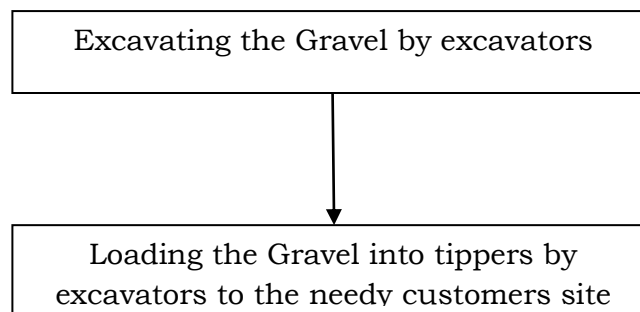 Excavating the Gravel by excavators
Loading the Gravel into tippers by
excavators to the needy customers site